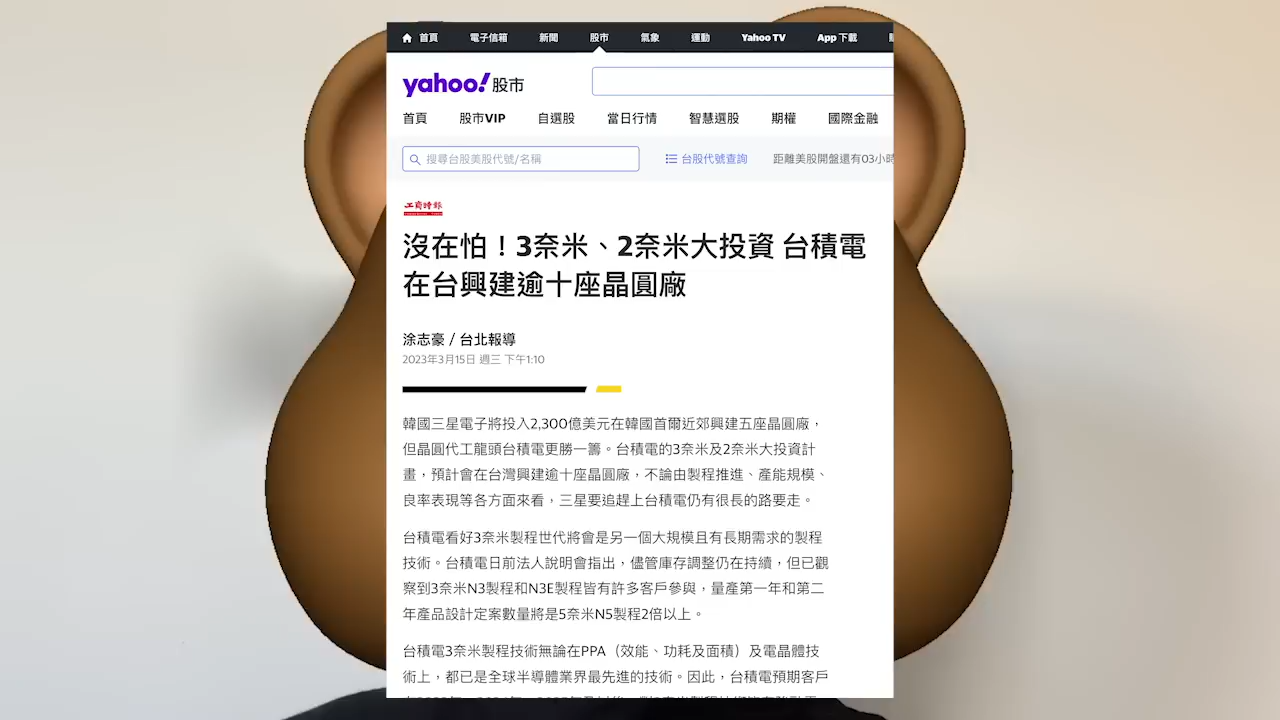 首頁 電子信箱 新聞 股市 氣象 運動 Yahoo TV App 下載
yahoo! 股市
首頁 股市VIP 自選股 當日行情 智慧選股 期權 國際金融
搜尋台股美股代號/名稱 台股代號查詢 距離美股開盤還有03小時
工商時報
沒在怕！3奈米、2奈米大投資 台積電
在台興建逾十座晶圓廠
涂志豪 / 台北報導
2023年3月15日 週三 下午1:10
韓國三星電子將投入2,300億美元在韓國首爾近郊興建五座晶圓廠，
但晶圓代工龍頭台積電更勝一籌。台積電的3奈米及2奈米大投資計
畫，預計會在台灣興建逾十座晶圓廠，不論由製程推進、產能規模、
良率表現等各方面來看，三星要追趕上台積電仍有很長的路要走。
台積電看好3奈米製程世代將會是另一個大規模且有長期需求的製程
技術。台積電日前法人說明會指出，儘管庫存調整仍在持續，但已觀
察到3奈米N3製程和N3E製程皆有許多客戶參與，量產第一年和第二
年產品設計定案數量將是5奈米N5製程2倍以上。
台積電3奈米製程技術無論在PPA（效能、功耗及面積）及電晶體技
術上，都已是全球半導體業界最先進的技術。因此，台積電預期客戶